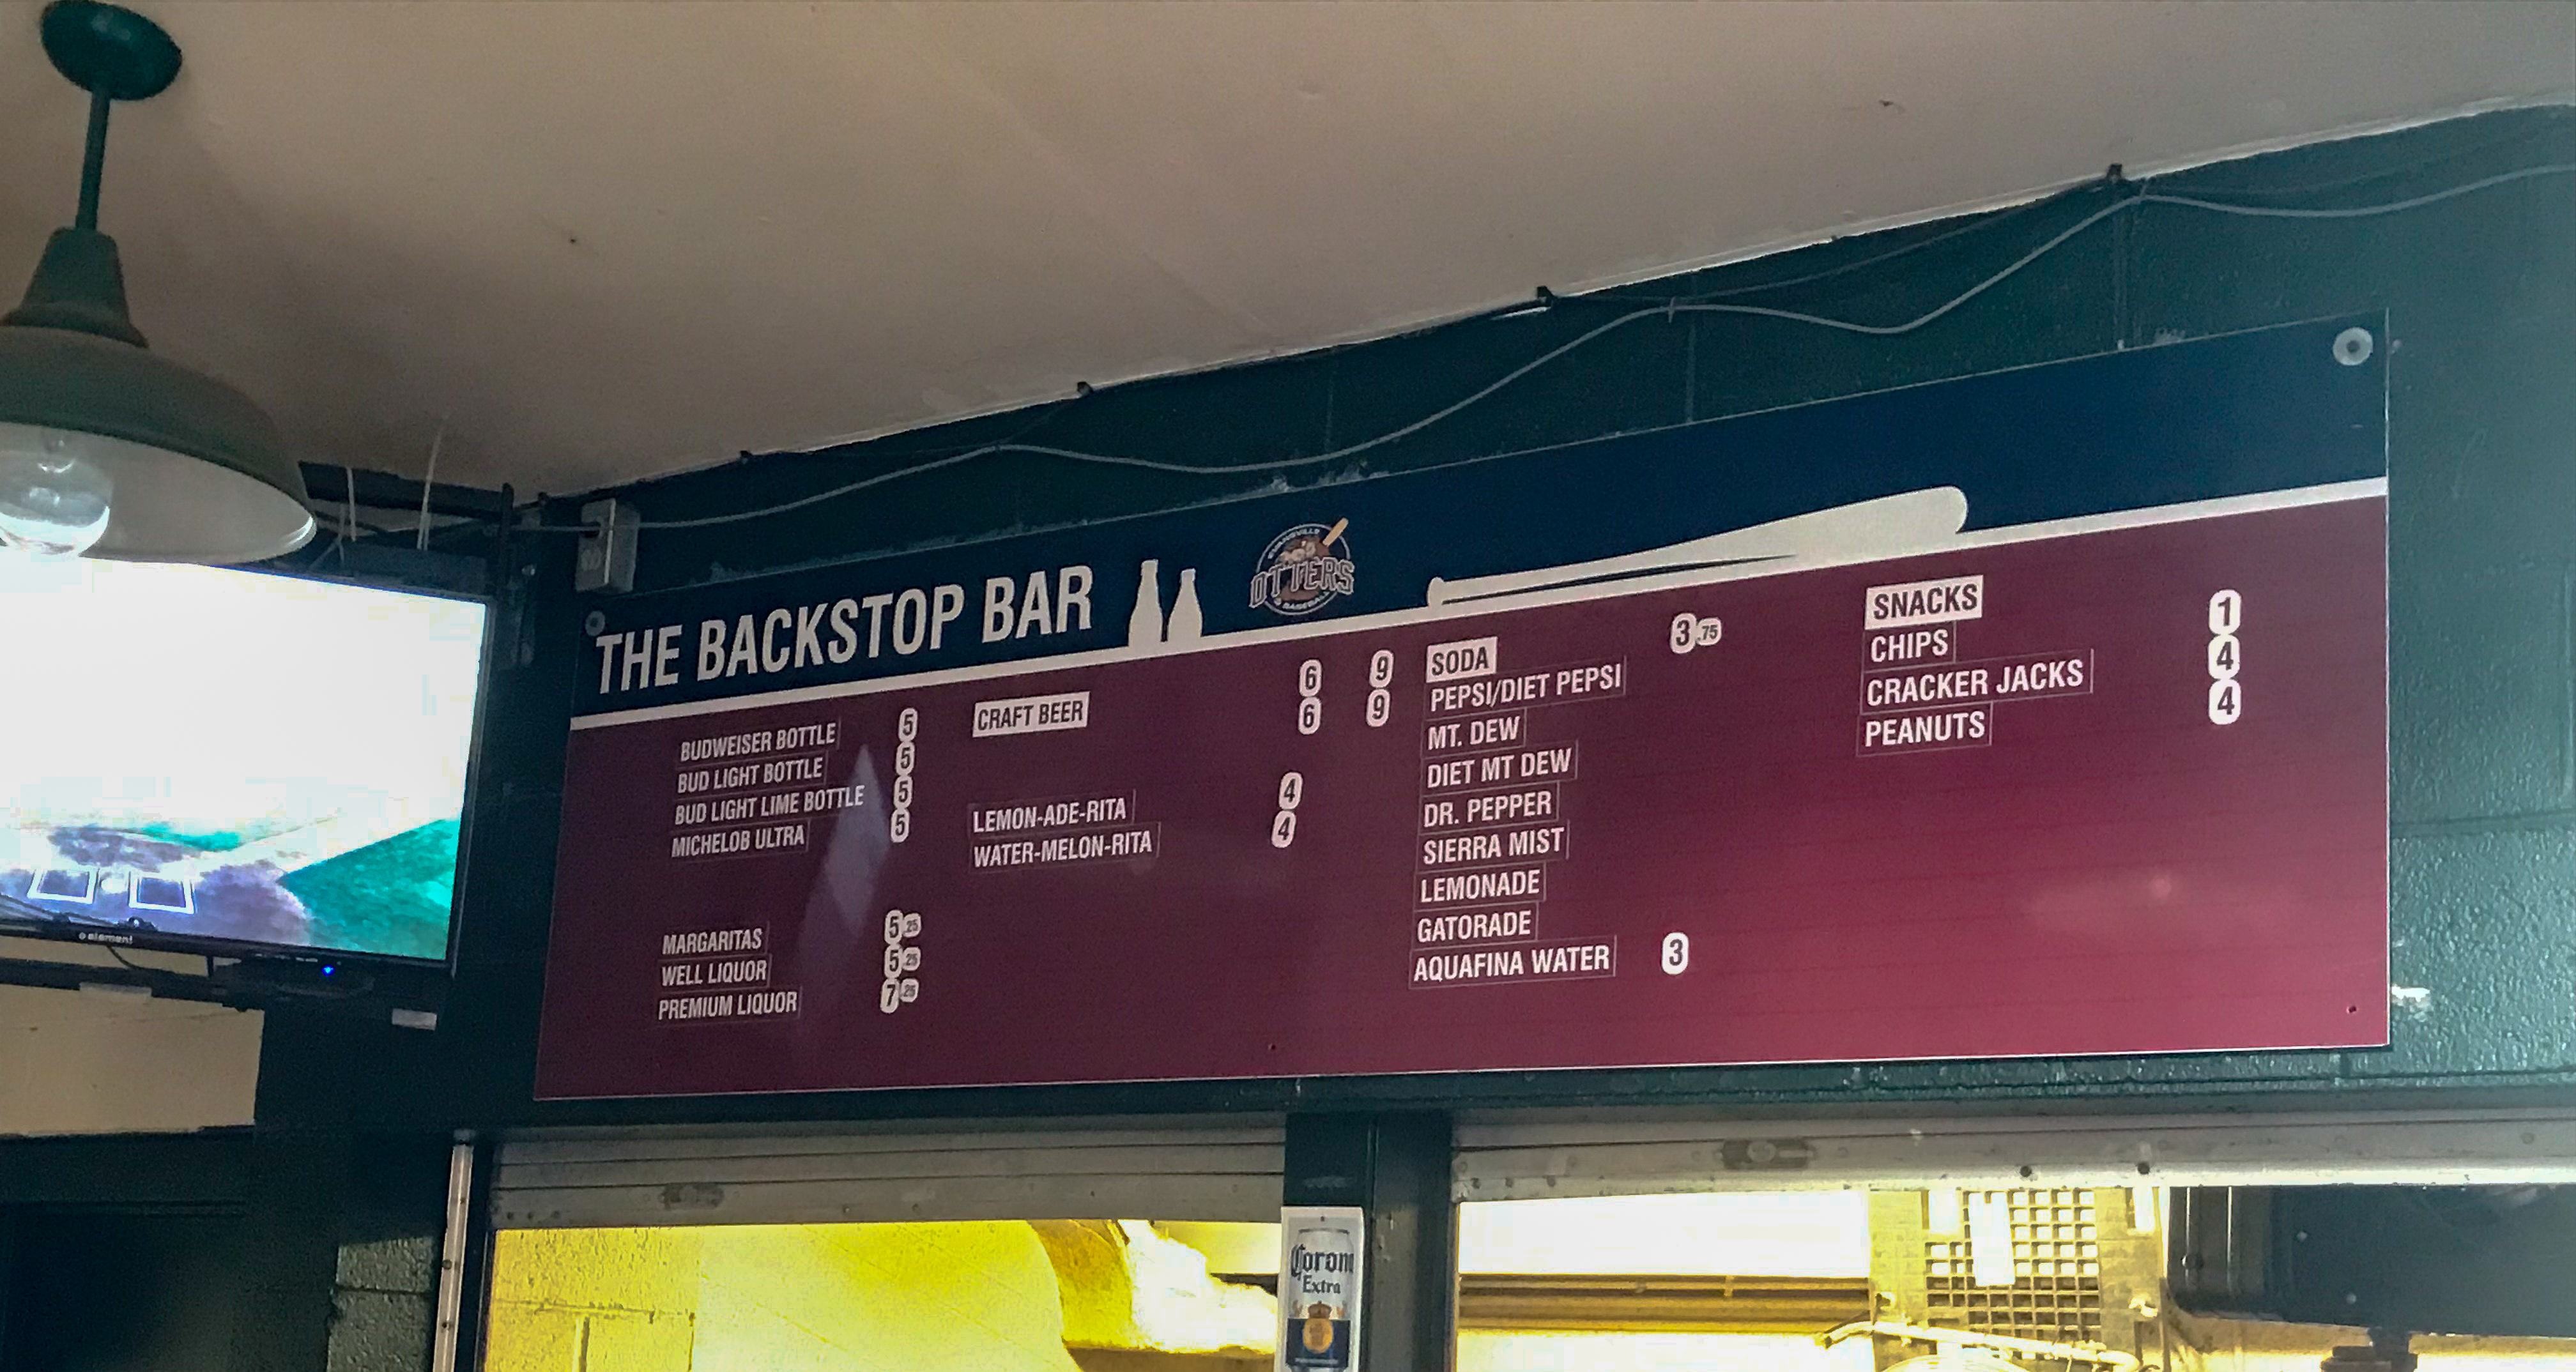 THE BACKSTOP BAR
EVANSVILLE
OTTERS
BASEBALL
BUDWEISER BOTTLE 5
BUD LIGHT BOTTLE 5
BUD LIGHT LIME BOTTLE 5
MICHELOB ULTRA 5
MARGARITAS 5.25
WELL LIQUOR 5.25
PREMIUM LIQUOR 7.25
CRAFT BEER 6 9
6 9
LEMON-ADE-RITA 4
WATER-MELON-RITA 4
SODA 3.75
PEPSI/DIET PEPSI
MT. DEW
DIET MT DEW
DR. PEPPER
SIERRA MIST
LEMONADE
GATORADE
AQUAFINA WATER 3
SNACKS
CHIPS 1
CRACKER JACKS 4
PEANUTS 4
element
Corona
Extra